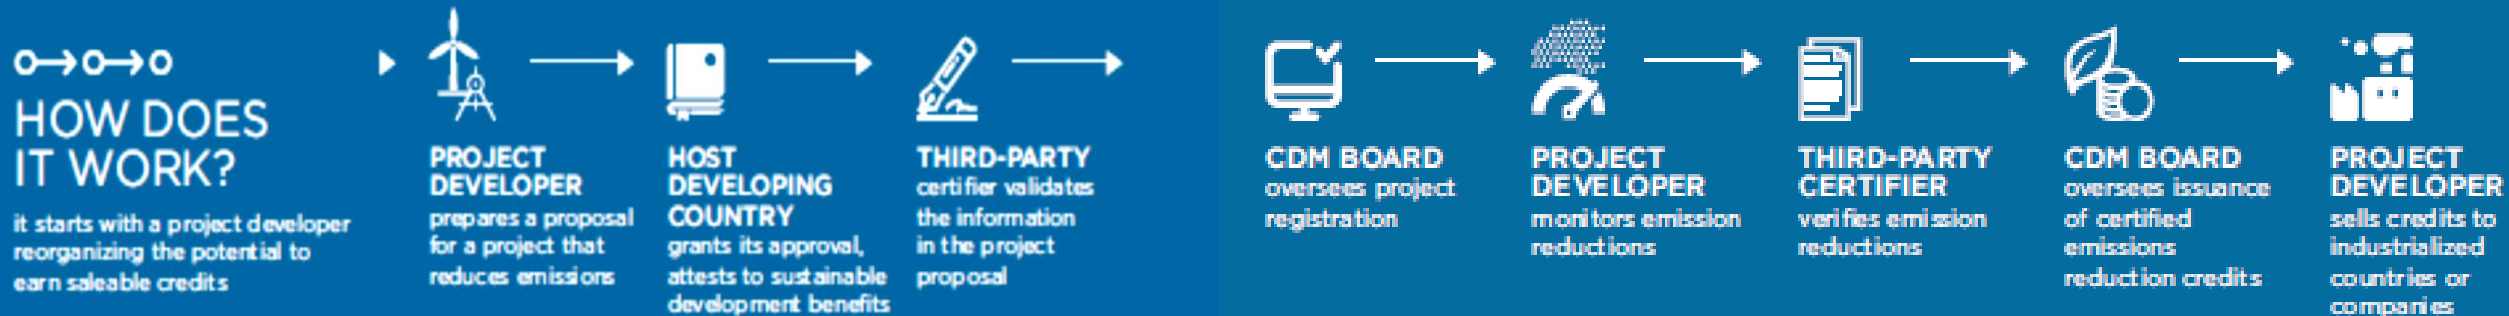 HOW DOES
IT WORK?
it starts with a project developer
reorganizing the potential to
earn saleable credits
PROJECT
DEVELOPER
prepares a proposal
for a project that
reduces emissions
HOST
DEVELOPING
COUNTRY
grants its approval,
attests to sustainable
development benefits
THIRD-PARTY
certifier validates
the information
in the project
proposal
CDM BOARD
oversees project
registration
PROJECT
DEVELOPER
monitors emission
reductions
THIRD-PARTY
CERTIFIER
verifies emission
reductions
CDM BOARD
oversees issuance
of certified
emissions
reduction credits
PROJECT
DEVELOPER
sells credits to
industrialized
countries or
companies